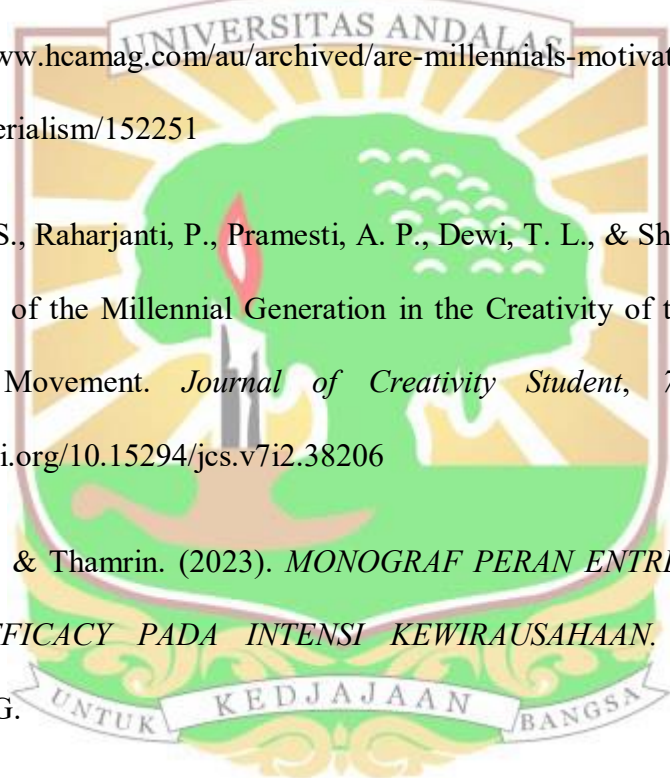 UNIVERSITAS ANDALAS
ww.hcamag.com/au/archived/are-millennials-motivat
erialism/152251
S., Raharjanti, P., Pramesti, A. P., Dewi, T. L., & Sh
of the Millennial Generation in the Creativity of t
Movement. Journal of Creativity Student, 7
i.org/10.15294/jcs.v7i2.38206
& Thamrin. (2023). MONOGRAF PERAN ENTRE
FFICACY PADA INTENSI KEWIRAUSAHAAN.
G.
UNTUK KEDJAJAAN BANGSA